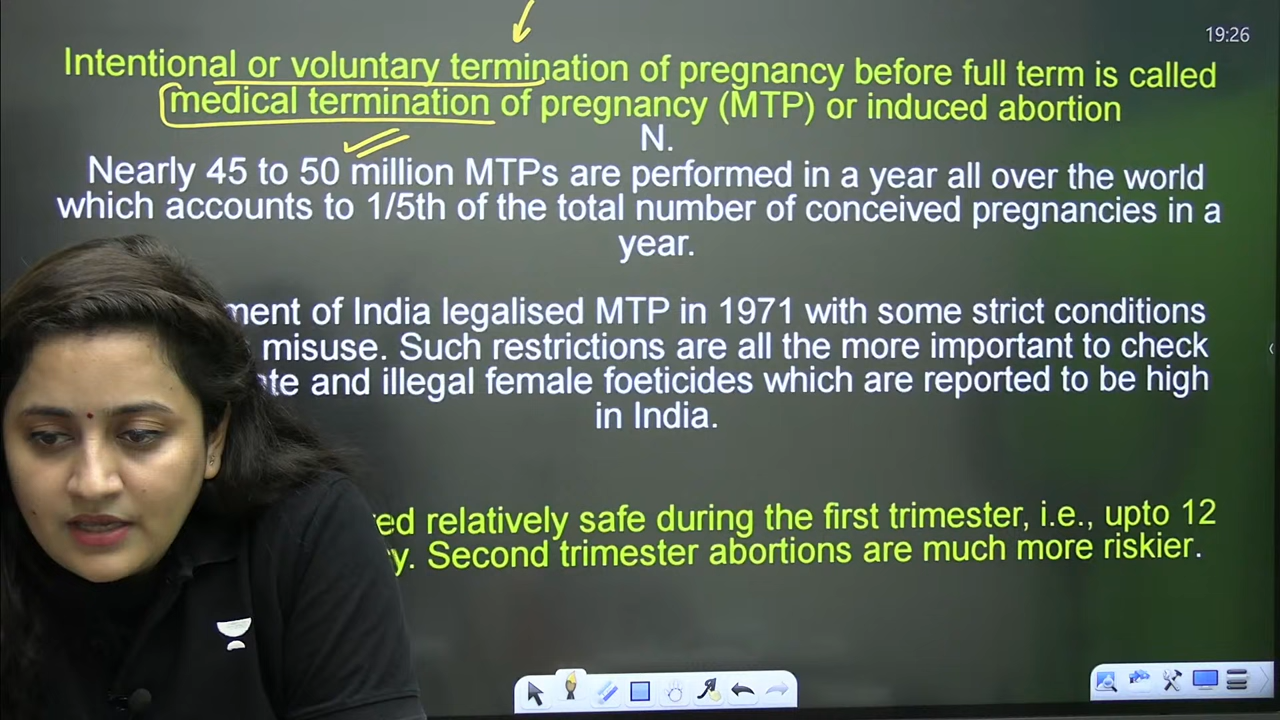 19:26
Intentional or voluntary termination of pregnancy before full term is called
medical termination of pregnancy (MTP) or induced abortion
N.
Nearly 45 to 50 million MTPs are performed in a year all over the world
which accounts to 1/5th of the total number of conceived pregnancies in a
year.
ment of India legalised MTP in 1971 with some strict conditions
misuse. Such restrictions are all the more important to check
te and illegal female foeticides which are reported to be high
in India.
ed relatively safe during the first trimester, i.e., upto 12
y. Second trimester abortions are much more riskier.